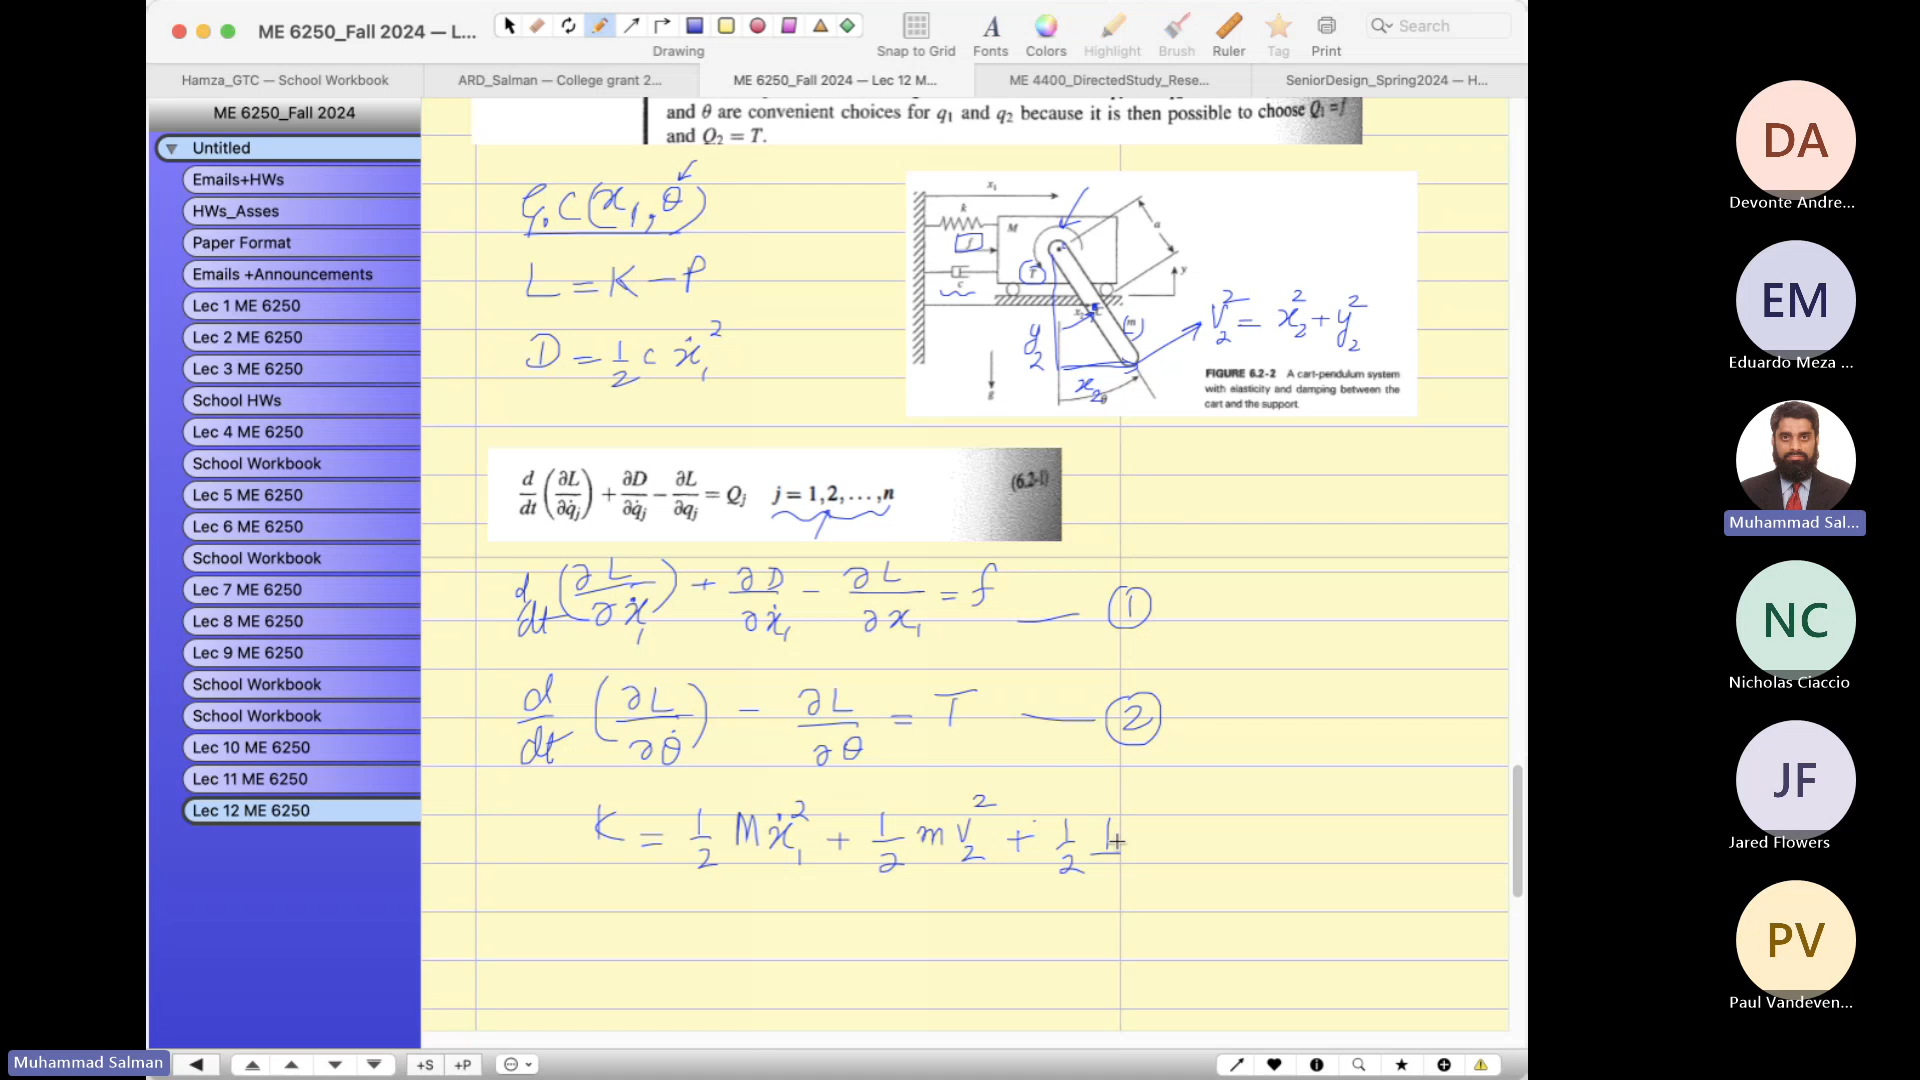 ME 6250_Fall 2024 — L...
Drawing
Snap to Grid
Fonts
Colors
Highlight
Brush
Ruler
Tag
Print
Search
Hamza_GTC — School Workbook
ARD_Salman — College grant 2...
ME 6250_Fall 2024 — Lec 12 M...
ME 4400_DirectedStudy_Rese...
SeniorDesign_Spring2024 — H...
ME 6250_Fall 2024
Untitled
Emails+HWs
HWs_Asses
Paper Format
Emails +Announcements
Lec 1 ME 6250
Lec 2 ME 6250
Lec 3 ME 6250
School HWs
Lec 4 ME 6250
School Workbook
Lec 5 ME 6250
Lec 6 ME 6250
School Workbook
Lec 7 ME 6250
Lec 8 ME 6250
Lec 9 ME 6250
School Workbook
School Workbook
Lec 10 ME 6250
Lec 11 ME 6250
Lec 12 ME 6250
and θ are convenient choices for q₁ and q₂ because it is then possible to choose Q₁ = f
and Q₂ = T.
G.C(x₁, θ)
L = K − P
D = 1/2 c ẋ₁²
x₁
k
M
f
c
T
a
y
m
g
θ
y₂
x₂
V₂² = x₂² + y₂²
FIGURE 6.2-2 A cart-pendulum system
with elasticity and damping between the
cart and the support.
d/dt (∂L/∂q̇ⱼ) + ∂D/∂q̇ⱼ − ∂L/∂qⱼ = Qⱼ j = 1,2, . . . ,n (6.2-1)
d/dt (∂L/∂ẋ₁) + ∂D/∂ẋ₁ − ∂L/∂x₁ = f — ①
d/dt (∂L/∂θ̇) − ∂L/∂θ = T — ②
K = 1/2 Mẋ₁² + 1/2 m V₂² + 1/2 I
+S
+P
Muhammad Salman
DA
Devonte Andre...
EM
Eduardo Meza ...
Muhammad Sal...
NC
Nicholas Ciaccio
JF
Jared Flowers
PV
Paul Vandeven...